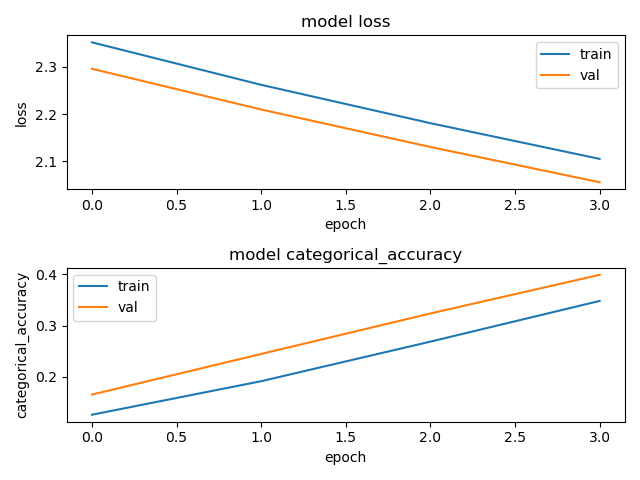 model loss
2.3
2.2
2.1
loss
train
val
0.0 0.5 1.0 1.5 2.0 2.5 3.0
epoch
model categorical_accuracy
0.4
0.3
0.2
categorical_accuracy
train
val
0.0 0.5 1.0 1.5 2.0 2.5 3.0
epoch